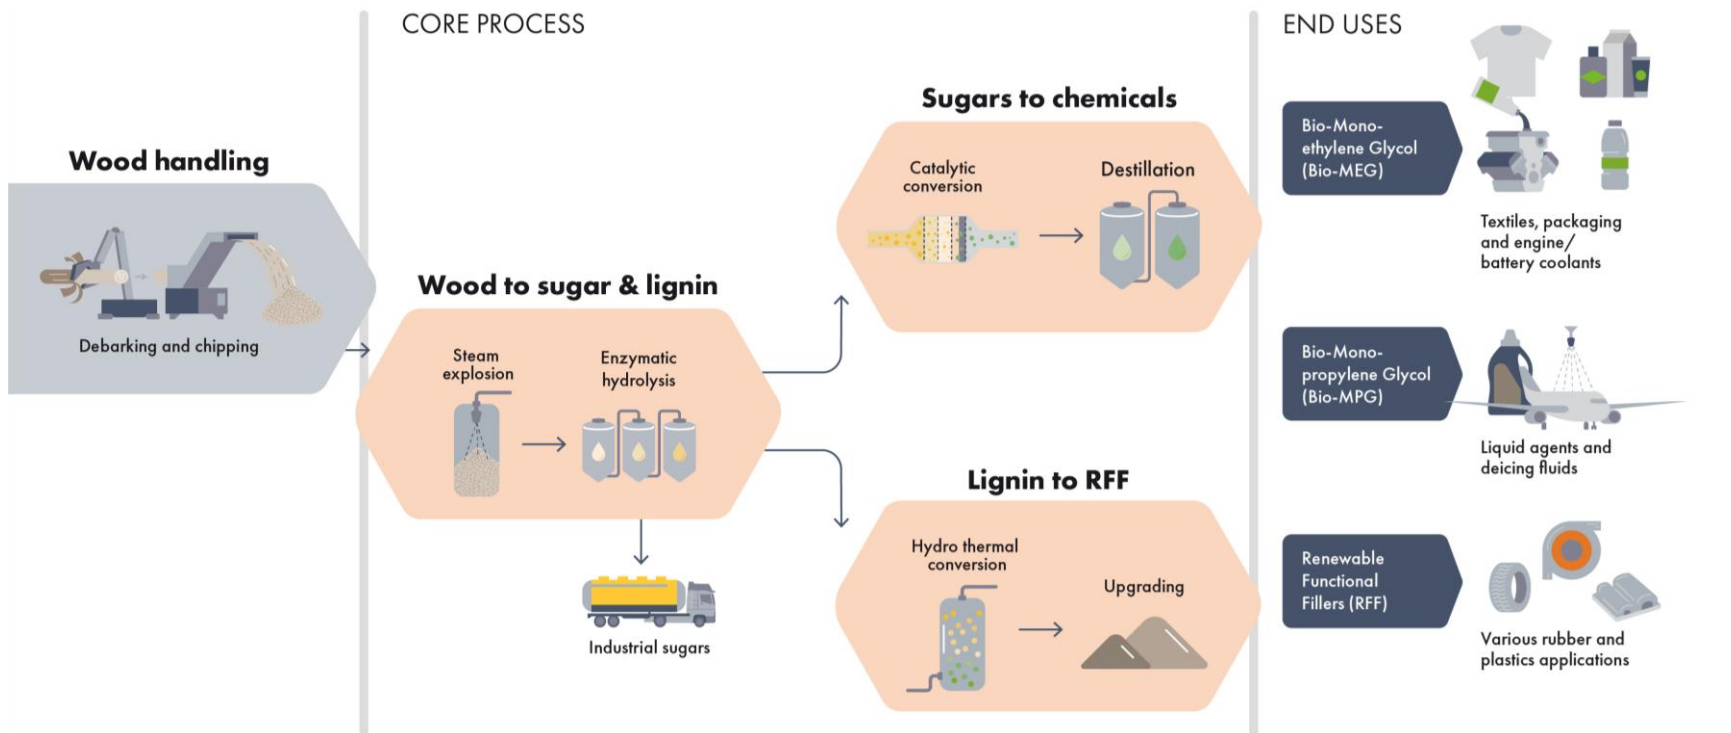 CORE PROCESS
END USES
Wood handling
Debarking and chipping
Wood to sugar & lignin
Steam
explosion
Enzymatic
hydrolysis
Industrial sugars
Sugars to chemicals
Catalytic
conversion
Destillation
Lignin to RFF
Hydro thermal
conversion
Upgrading
Bio-Mono-
ethylene Glycol
(Bio-MEG)
Textiles, packaging
and engine/
battery coolants
Bio-Mono-
propylene Glycol
(Bio-MPG)
Liquid agents and
deicing fluids
Renewable
Functional
Fillers (RFF)
Various rubber and
plastics applications